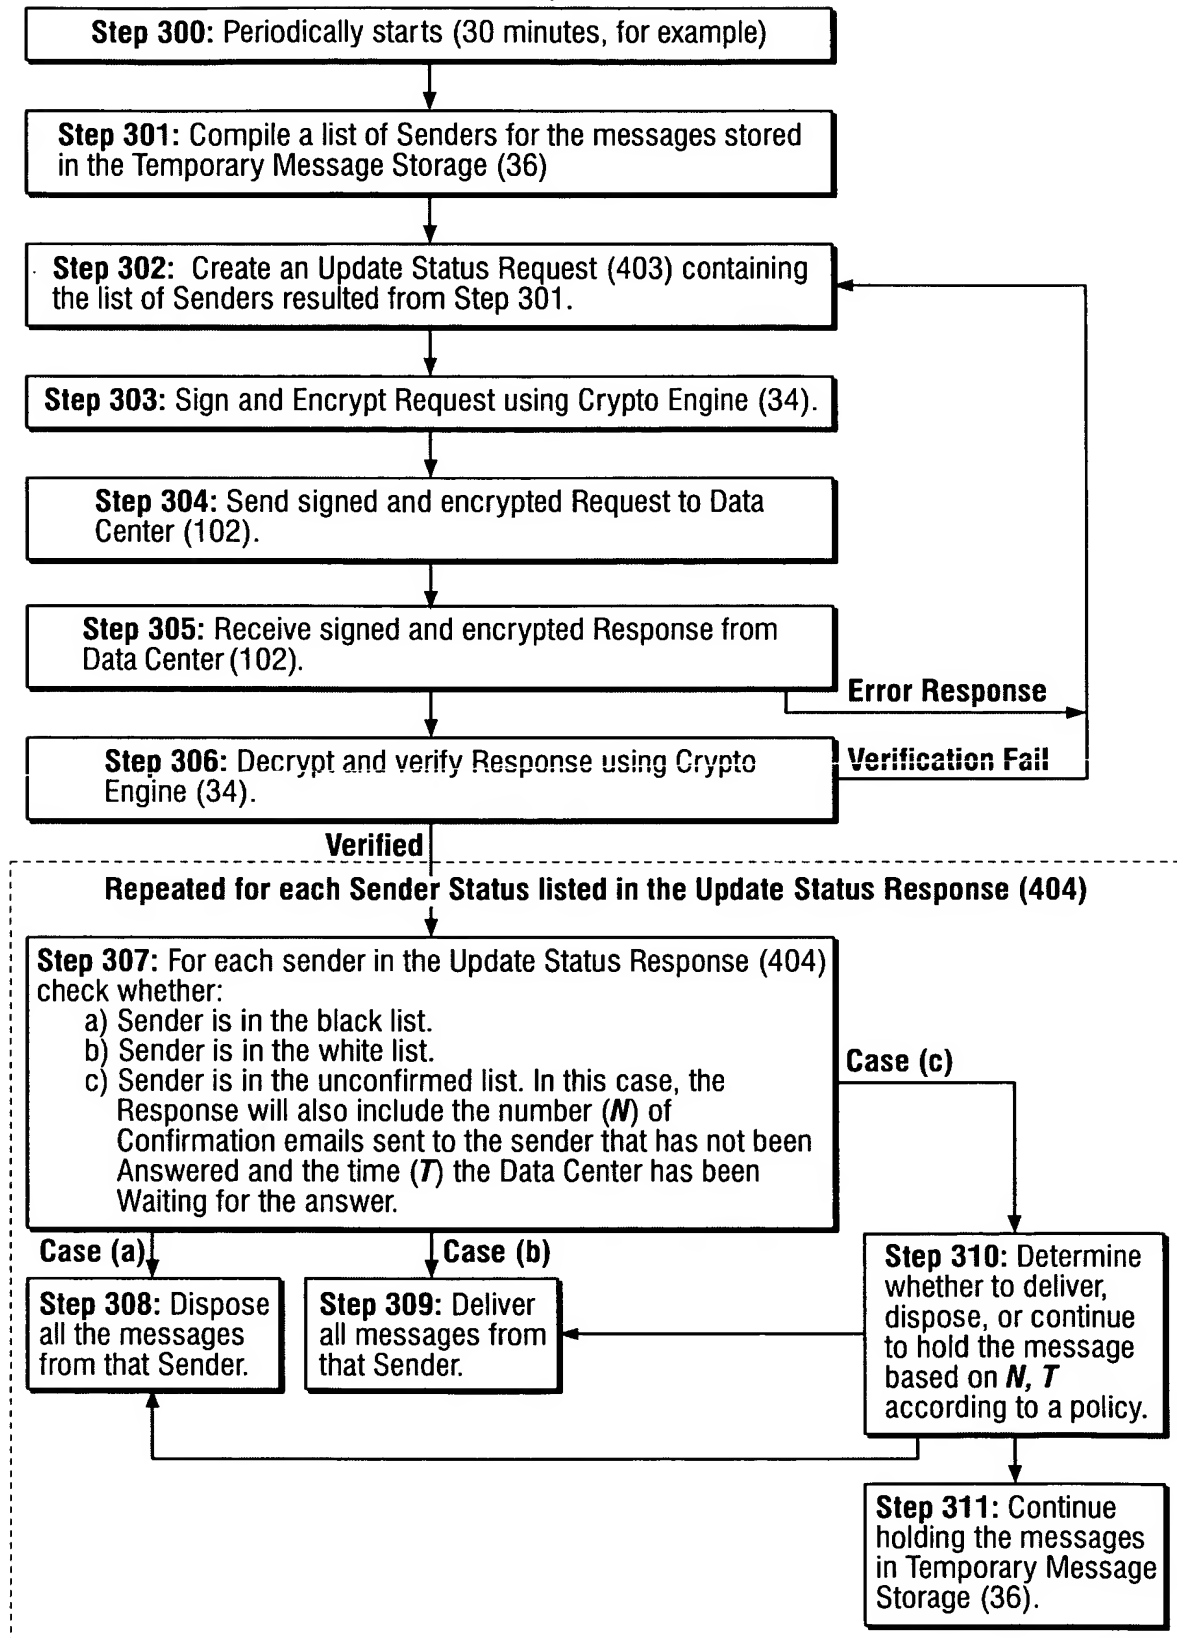 Step 300: Periodically starts (30 minutes, for example)
Step 301: Compile a list of Senders for the messages stored
in the Temporary Message Storage (36)
Step 302: Create an Update Status Request (403) containing
the list of Senders resulted from Step 301.
Step 303: Sign and Encrypt Request using Crypto Engine (34).
Step 304: Send signed and encrypted Request to Data
Center (102).
Step 305: Receive signed and encrypted Response from
Data Center (102).
Error Response
Step 306: Decrypt and verify Response using Crypto
Engine (34).
Verification Fail
Verified
Repeated for each Sender Status listed in the Update Status Response (404)
Step 307: For each sender in the Update Status Response (404)
check whether:
a) Sender is in the black list.
b) Sender is in the white list.
c) Sender is in the unconfirmed list. In this case, the
Response will also include the number (N) of
Confirmation emails sent to the sender that has not been
Answered and the time (T) the Data Center has been
Waiting for the answer.
Case (c)
Case (a)
Case (b)
Step 308: Dispose
all the messages
from that Sender.
Step 309: Deliver
all messages from
that Sender.
Step 310: Determine
whether to deliver,
dispose, or continue
to hold the message
based on N, T
according to a policy.
Step 311: Continue
holding the messages
in Temporary Message
Storage (36).